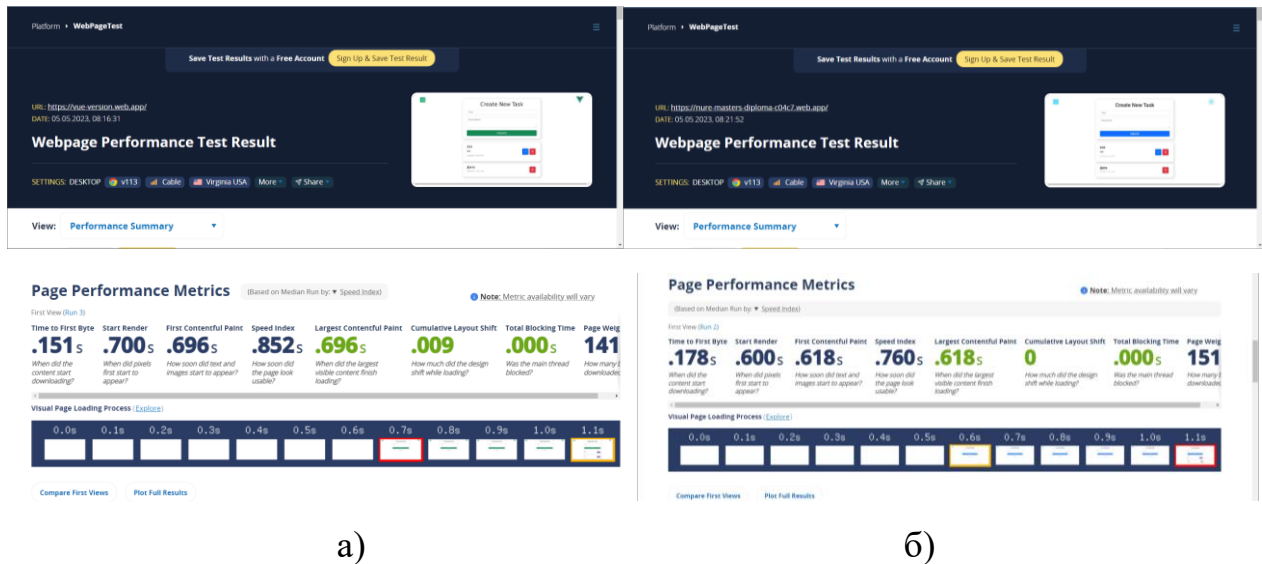 Platform › WebPageTest
Save Test Results with a Free Account Sign Up & Save Test Result
URL: https://vue-version.web.app/
DATE: 05.05.2023, 08:16:31
Webpage Performance Test Result
SETTINGS: DESKTOP v113 Cable Virginia USA More Share
Create New Task
View: Performance Summary
Platform › WebPageTest
Save Test Results with a Free Account Sign Up & Save Test Result
URL: https://nure-masters-diploma-c04c7.web.app/
DATE: 05.05.2023, 08:21:52
Webpage Performance Test Result
SETTINGS: DESKTOP v113 Cable Virginia USA More Share
Create New Task
View: Performance Summary
Page Performance Metrics (Based on Median Run by: ▼ Speed Index)
Note: Metric availability will vary
First View (Run 3)
Time to First Byte Start Render First Contentful Paint Speed Index Largest Contentful Paint Cumulative Layout Shift Total Blocking Time Page Weig
.151s .700s .696s .852s .696s .009 .000s 141
When did the When did pixels How soon did text and How soon did When did the largest How much did the design Was the main thread How many b
content start first start to images start to appear? the page look visible content finish shift while loading? blocked? downloaded
downloading? appear? usable? loading?
Visual Page Loading Process (Explore)
0.0s 0.1s 0.2s 0.3s 0.4s 0.5s 0.6s 0.7s 0.8s 0.9s 1.0s 1.1s
Compare First Views Plot Full Results
Page Performance Metrics
Note: Metric availability will vary
(Based on Median Run by: ▼ Speed Index)
First View (Run 2)
Time to First Byte Start Render First Contentful Paint Speed Index Largest Contentful Paint Cumulative Layout Shift Total Blocking Time Page Weig
.178s .600s .618s .760s .618s 0 .000s 151
When did the When did pixels How soon did text and How soon did When did the largest How much did the design Was the main thread How many b
content start first start to images start to appear? the page look visible content finish shift while loading? blocked? downloaded
downloading? appear? usable? loading?
Visual Page Loading Process (Explore)
0.0s 0.1s 0.2s 0.3s 0.4s 0.5s 0.6s 0.7s 0.8s 0.9s 1.0s 1.1s
Compare First Views Plot Full Results
а)
б)